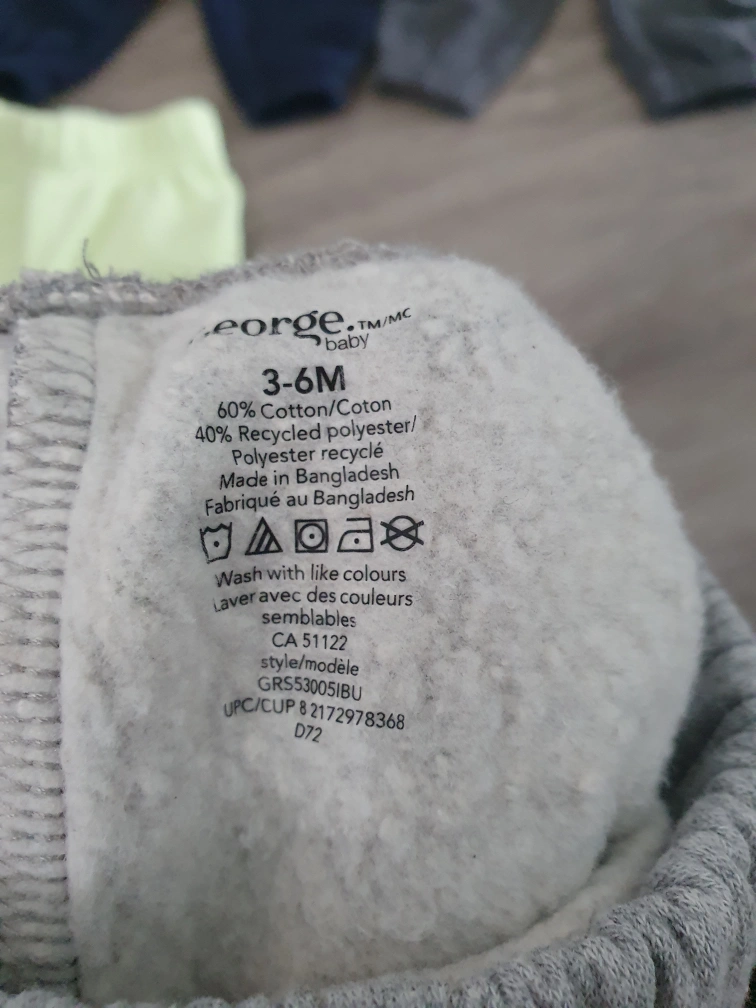 George.™/MC
baby
3-6M
60% Cotton/Coton
40% Recycled polyester/
Polyester recyclé
Made in Bangladesh
Fabriqué au Bangladesh
Wash with like colours
Laver avec des couleurs
semblables
CA 51122
style/modèle
GRS53005IBU
UPC/CUP 8 2172978368
D72